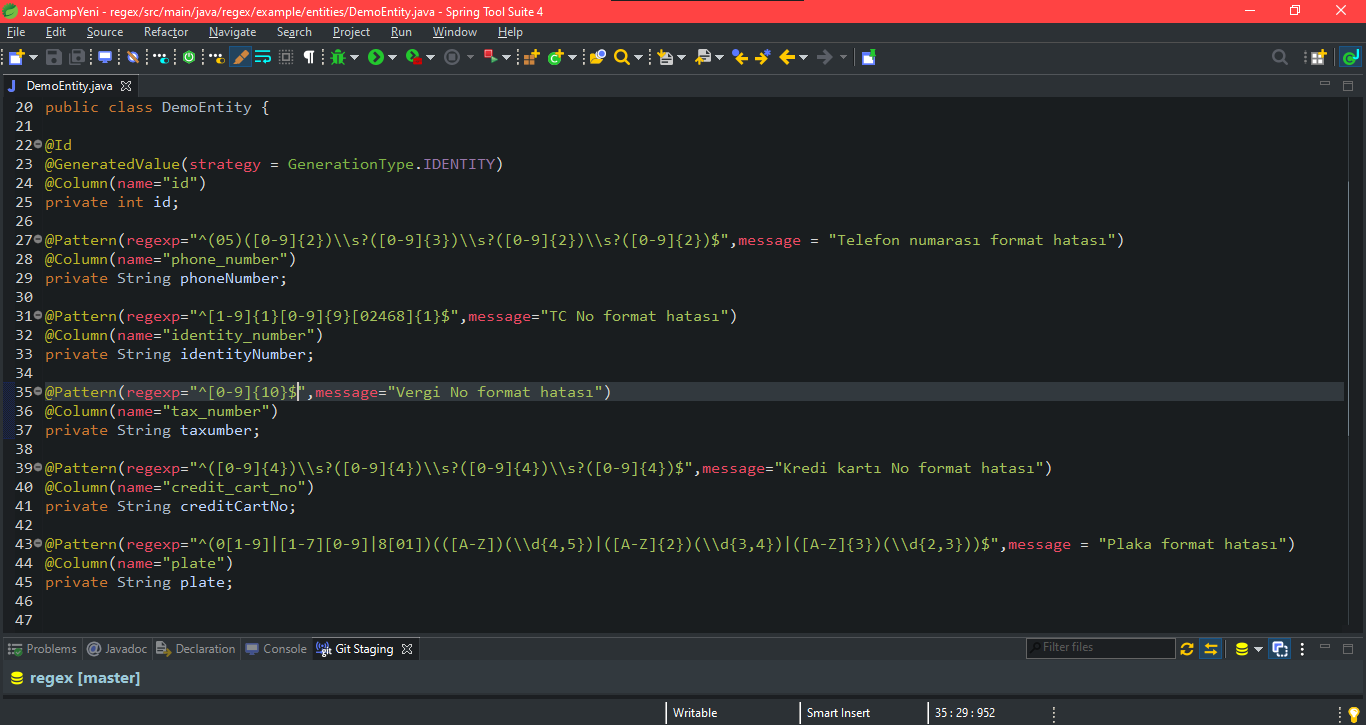 JavaCampYeni - regex/src/main/java/regex/example/entities/DemoEntity.java - Spring Tool Suite 4
File Edit Source Refactor Navigate Search Project Run Window Help
DemoEntity.java
20 public class DemoEntity {
21
22 @Id
23 @GeneratedValue(strategy = GenerationType.IDENTITY)
24 @Column(name="id")
25 private int id;
26
27 @Pattern(regexp="^(05)([0-9]{2})\\s?([0-9]{3})\\s?([0-9]{2})\\s?([0-9]{2})$",message = "Telefon numarası format hatası")
28 @Column(name="phone_number")
29 private String phoneNumber;
30
31 @Pattern(regexp="^[1-9]{1}[0-9]{9}[02468]{1}$",message="TC No format hatası")
32 @Column(name="identity_number")
33 private String identityNumber;
34
35 @Pattern(regexp="^[0-9]{10}$",message="Vergi No format hatası")
36 @Column(name="tax_number")
37 private String taxumber;
38
39 @Pattern(regexp="^([0-9]{4})\\s?([0-9]{4})\\s?([0-9]{4})\\s?([0-9]{4})$",message="Kredi kartı No format hatası")
40 @Column(name="credit_cart_no")
41 private String creditCartNo;
42
43 @Pattern(regexp="^(0[1-9]|[1-7][0-9]|8[01])(([A-Z])(\\d{4,5})|([A-Z]{2})(\\d{3,4})|([A-Z]{3})(\\d{2,3}))$",message = "Plaka format hatası")
44 @Column(name="plate")
45 private String plate;
46
47
Problems Javadoc Declaration Console Git Staging Filter files
regex [master]
Writable Smart Insert 35 : 29 : 952